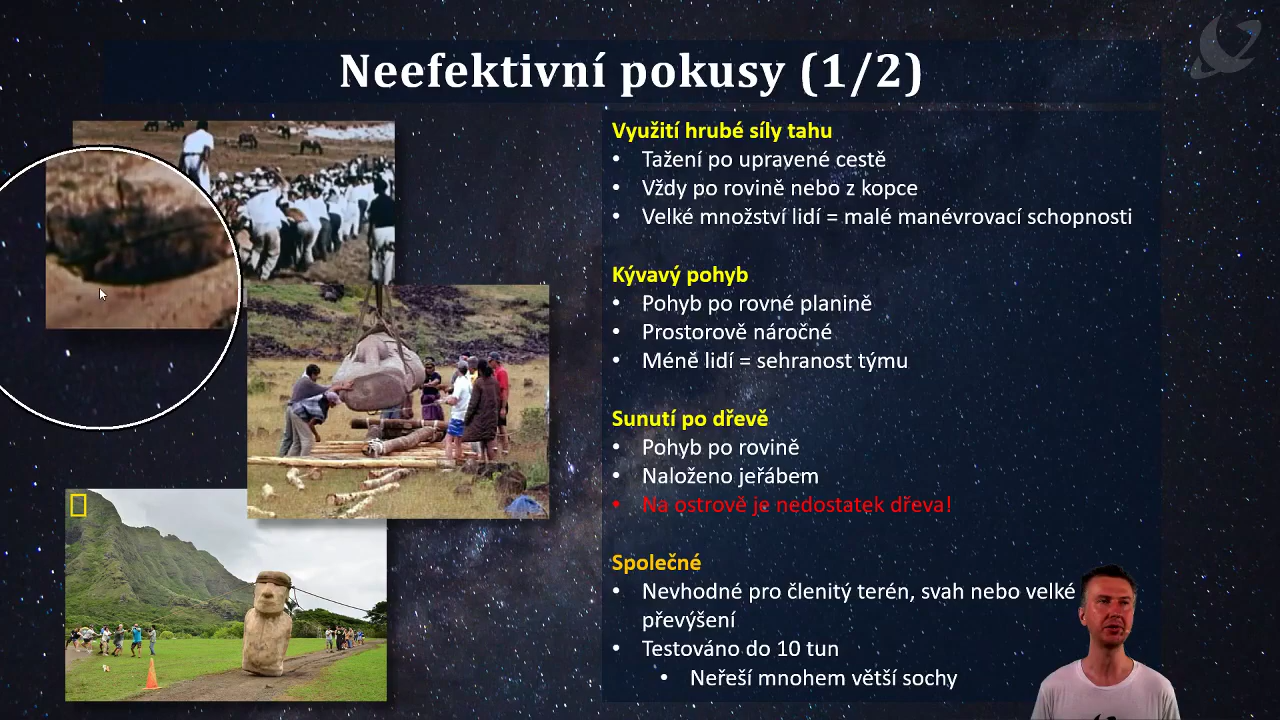 Neefektivní pokusy (1/2)
Využití hrubé síly tahu
• Tažení po upravené cestě
• Vždy po rovině nebo z kopce
• Velké množství lidí = malé manévrovací schopnosti
Kývavý pohyb
• Pohyb po rovné planině
• Prostorově náročné
• Méně lidí = sehranost týmu
Sunutí po dřevě
• Pohyb po rovině
• Naloženo jeřábem
• Na ostrově je nedostatek dřeva!
Společné
• Nevhodné pro členitý terén, svah nebo velké
převýšení
• Testováno do 10 tun
• Neřeší mnohem větší sochy